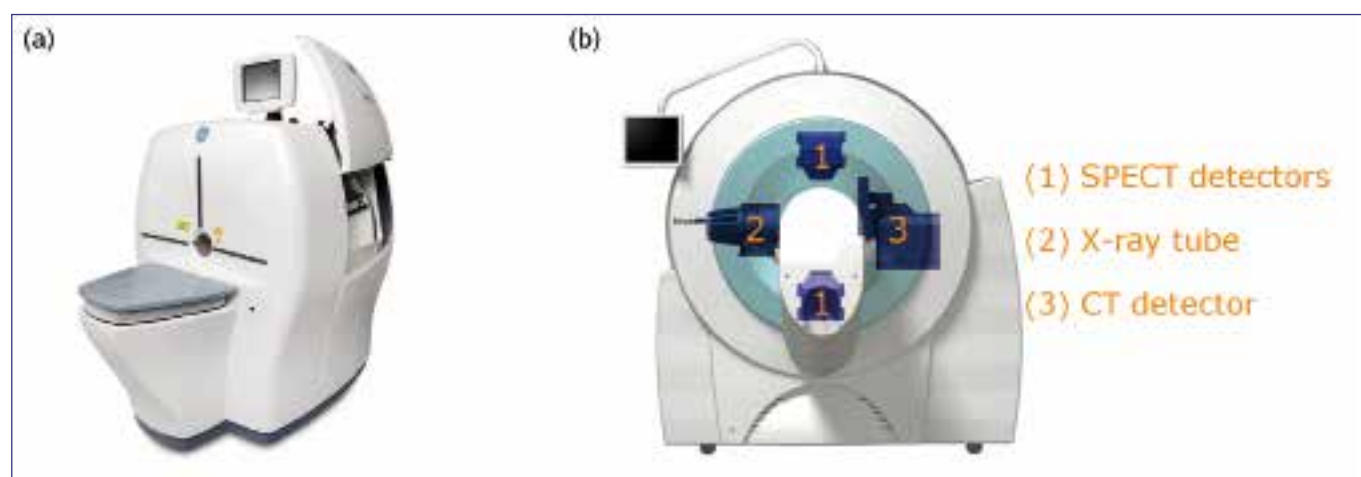 (a)
(b)
1
2
3
1
(1) SPECT detectors
(2) X-ray tube
(3) CT detector